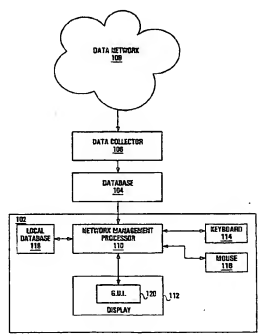 DATA NETWORK
108
DATA COLLECTOR
106
DATABASE
104
102
LOCAL
DATABASE
118
NETWORK MANAGEMENT
PROCESSOR
110
KEYBOARD
114
MOUSE
116
G.U.I.
120
112
DISPLAY